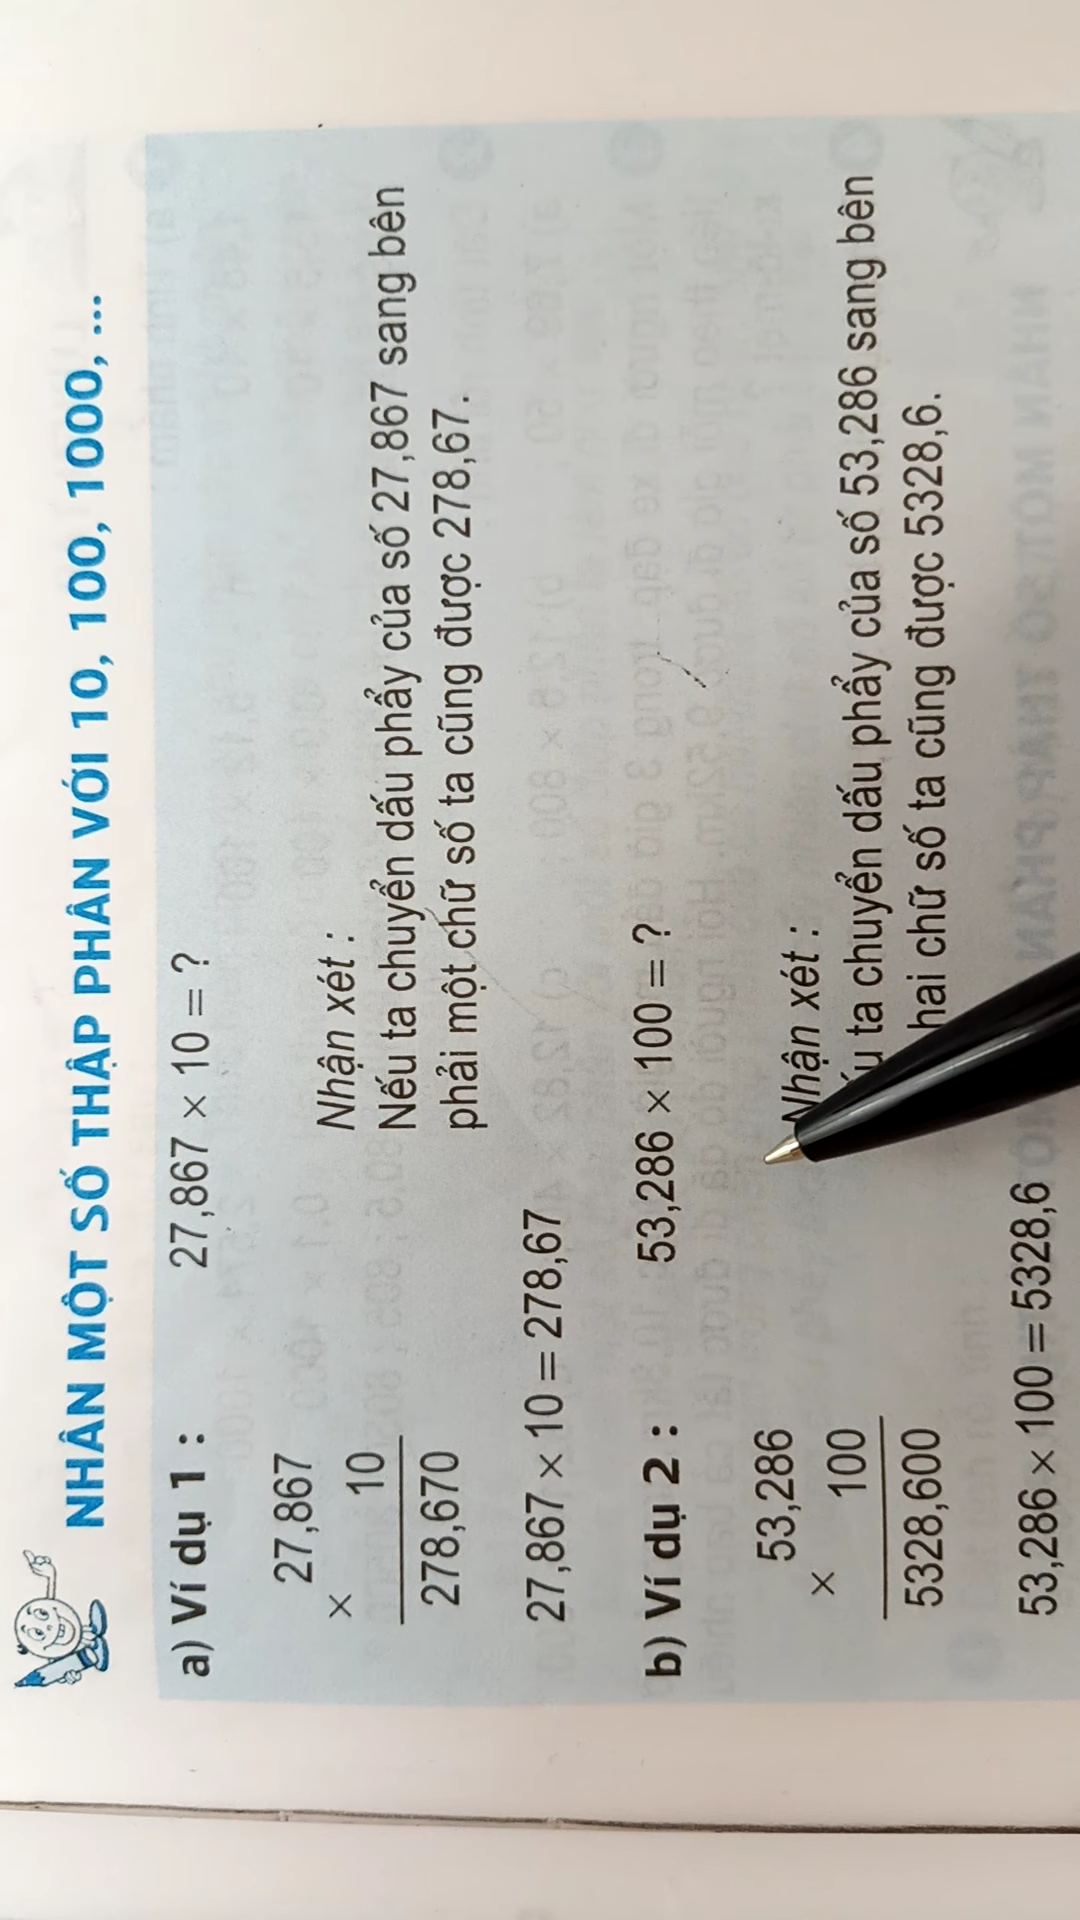 NHÂN MỘT SỐ THẬP PHÂN VỚI 10, 100, 1000, ...
a) Ví dụ 1 : 27,867 × 10 = ?
27,867
×
10
278,670
Nhận xét :
Nếu ta chuyển dấu phẩy của số 27,867 sang bên
phải một chữ số ta cũng được 278,67.
27,867 × 10 = 278,67
b) Ví dụ 2 : 53,286 × 100 = ?
53,286
×
100
5328,600
Nhận xét :
ta chuyển dấu phẩy của số 53,286 sang bên
hai chữ số ta cũng được 5328,6.
53,286 × 100 = 5328,6